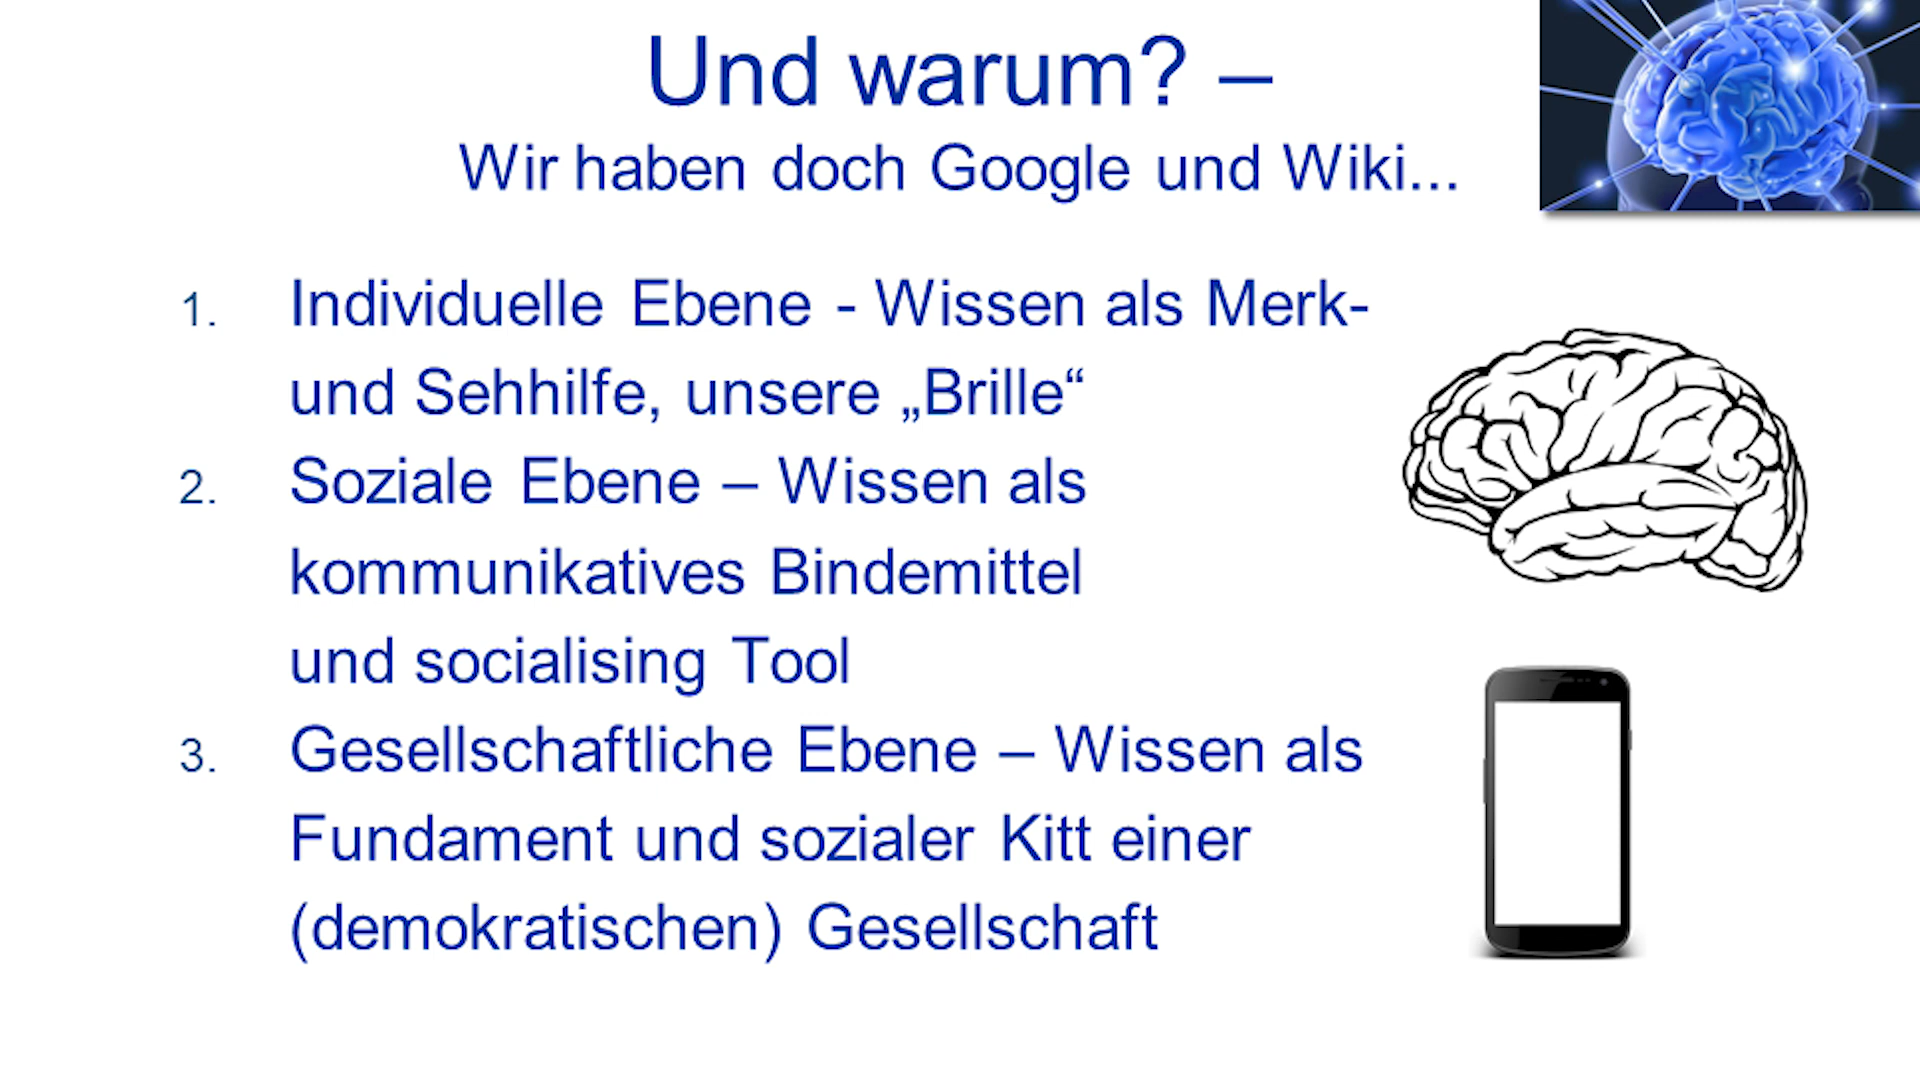 Und warum? –
Wir haben doch Google und Wiki...
1. Individuelle Ebene - Wissen als Merk-
und Sehhilfe, unsere „Brille“
2. Soziale Ebene – Wissen als
kommunikatives Bindemittel
und socialising Tool
3. Gesellschaftliche Ebene – Wissen als
Fundament und sozialer Kitt einer
(demokratischen) Gesellschaft